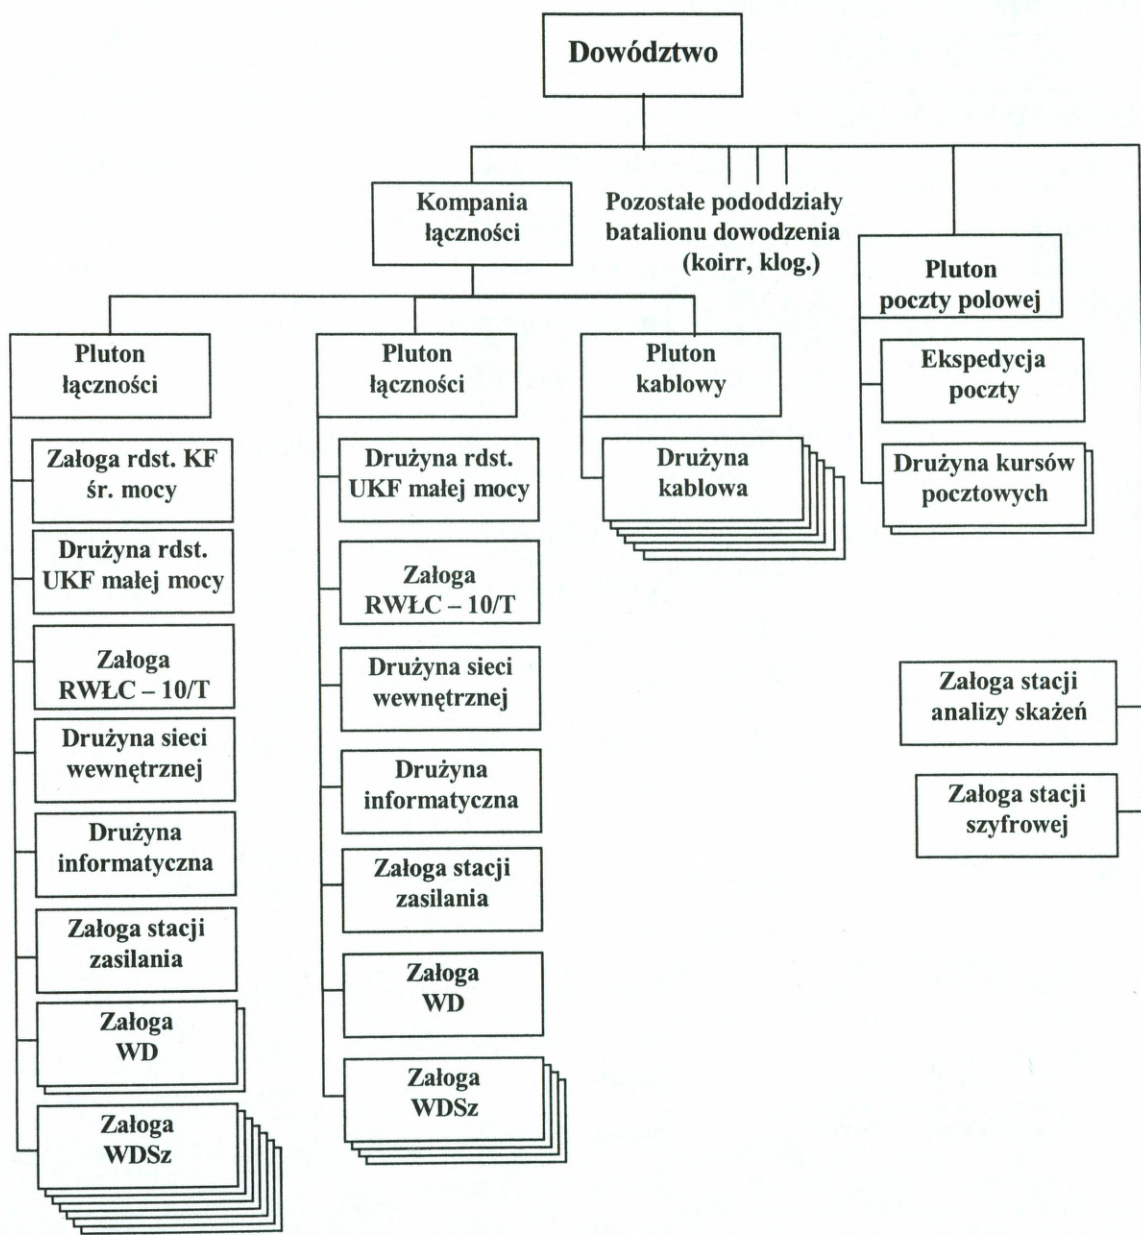 Dowództwo
Kompania
łączności
Pozostałe pododdziały
batalionu dowodzenia
(koirr, klog.)
Pluton
poczty polowej
Pluton
łączności
Pluton
łączności
Pluton
kablowy
Ekspedycja
poczty
Drużyna kursów
pocztowych
Załoga rdst. KF
śr. mocy
Drużyna rdst.
UKF małej mocy
Załoga
RWŁC – 10/T
Drużyna sieci
wewnętrznej
Drużyna
informatyczna
Załoga stacji
zasilania
Załoga
WD
Załoga
WDSz
Drużyna rdst.
UKF małej mocy
Załoga
RWŁC – 10/T
Drużyna sieci
wewnętrznej
Drużyna
informatyczna
Załoga stacji
zasilania
Załoga
WD
Załoga
WDSz
Drużyna
kablowa
Załoga stacji
analizy skażeń
Załoga stacji
szyfrowej